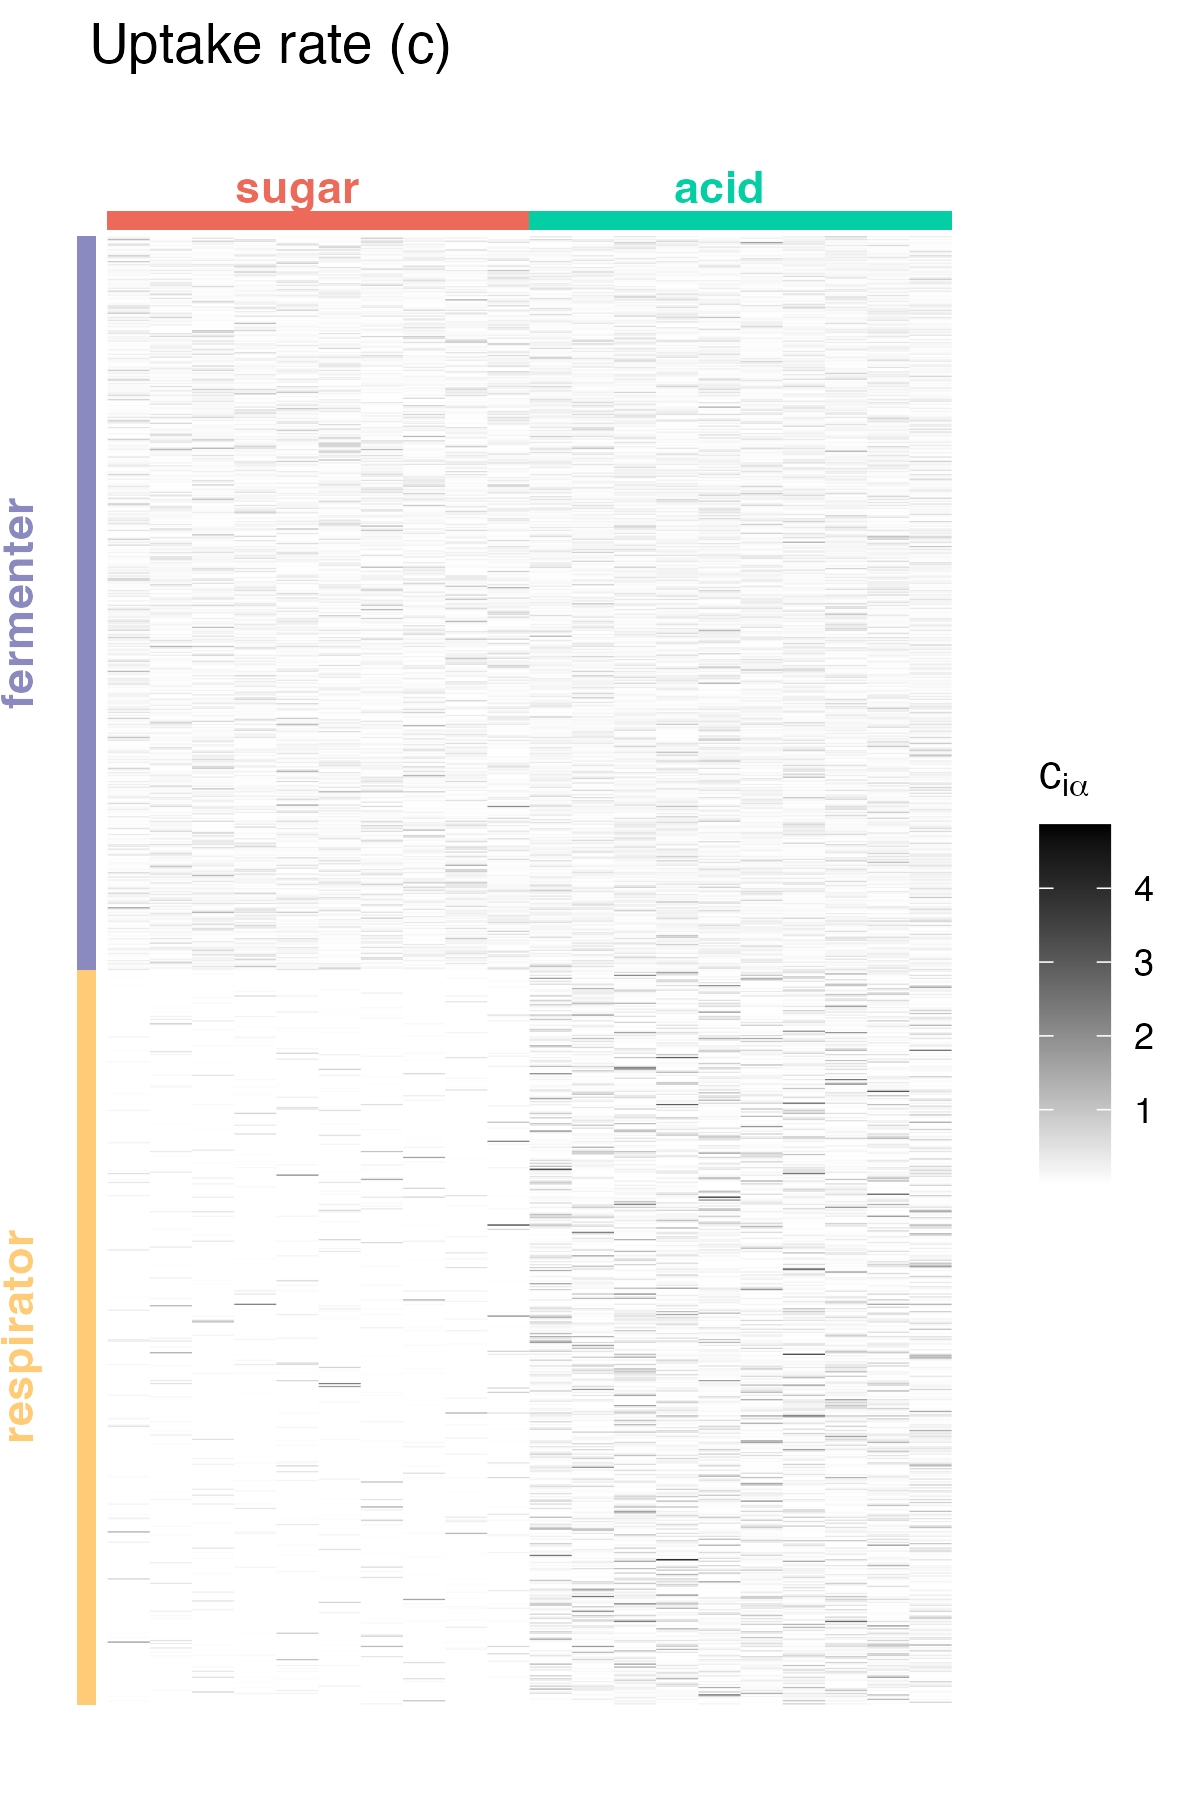 Uptake rate (c)
sugar
acid
fermenter
respirator
ciα
4
3
2
1